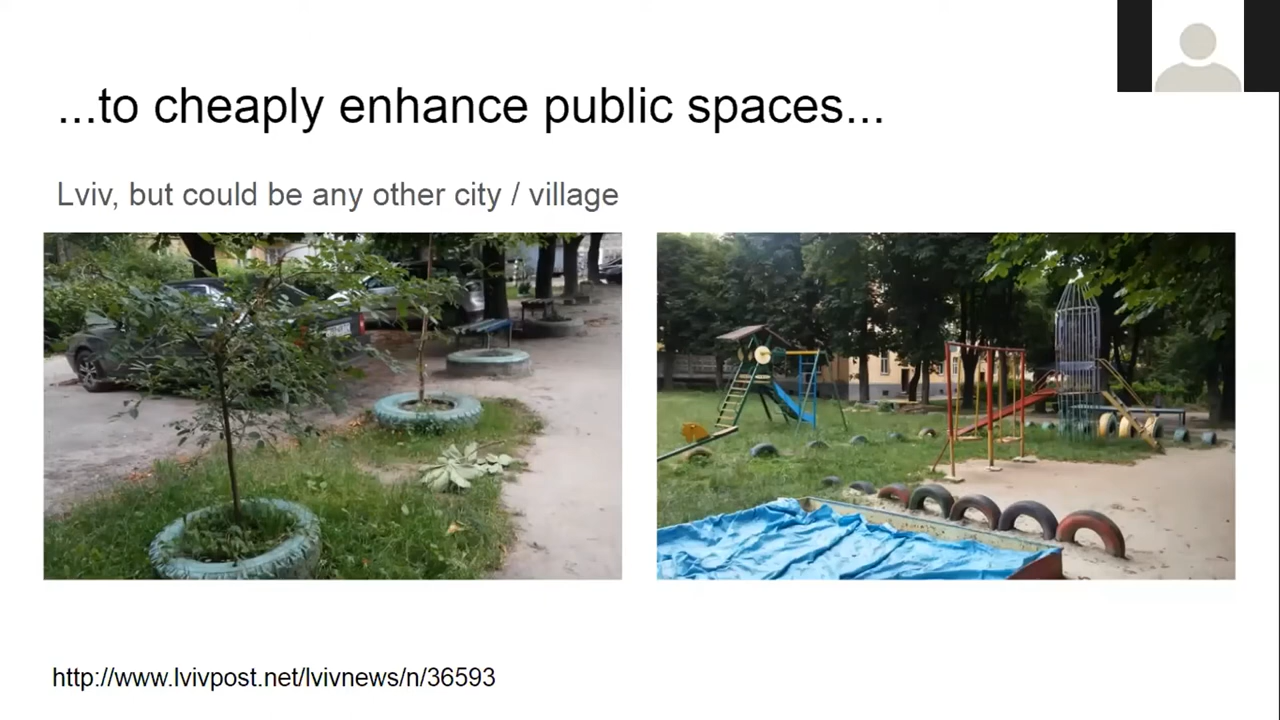 ...to cheaply enhance public spaces...
Lviv, but could be any other city / village
http://www.lvivpost.net/lvivnews/n/36593